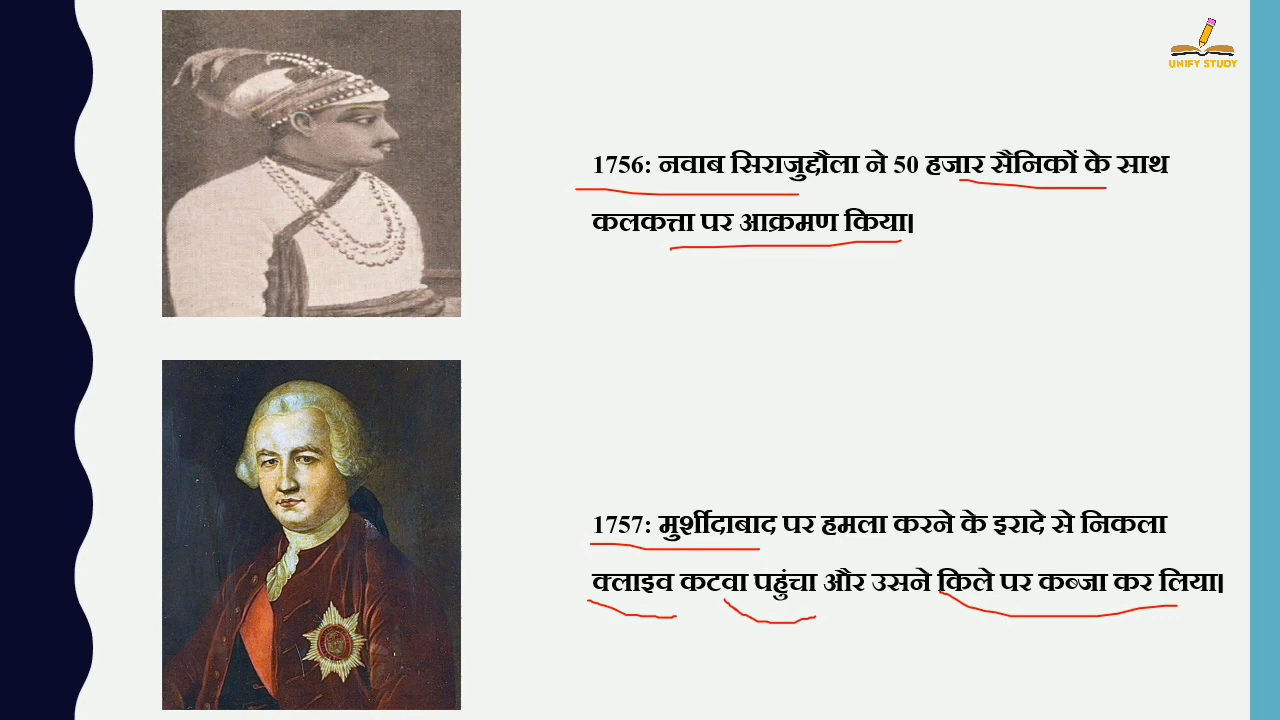 UNIFY STUDY
1756: नवाब सिराजुद्दौला ने 50 हजार सैनिकों के साथ
कलकत्ता पर आक्रमण किया।
1757: मुर्शीदाबाद पर हमला करने के इरादे से निकला
क्लाइव कटवा पहुंचा और उसने किले पर कब्जा कर लिया।